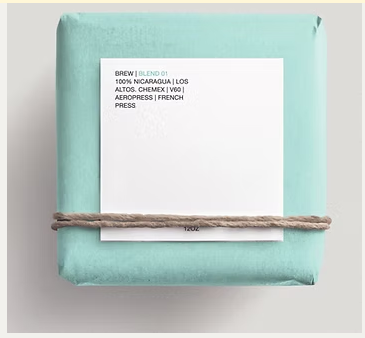 BREW | BLEND 01
100% NICARAGUA | LOS
ALTOS. CHEMEX | V60 |
AEROPRESS | FRENCH
PRESS
12OZ